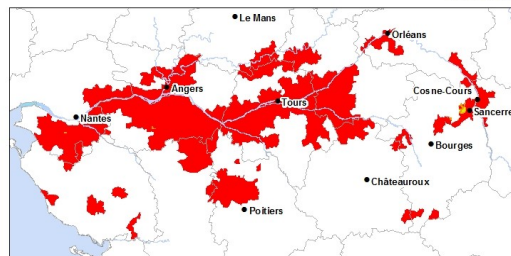 Le Mans
Orléans
Angers
Cosne-Cours
Tours
Sancerre
Nantes
Bourges
Châteauroux
Poitiers